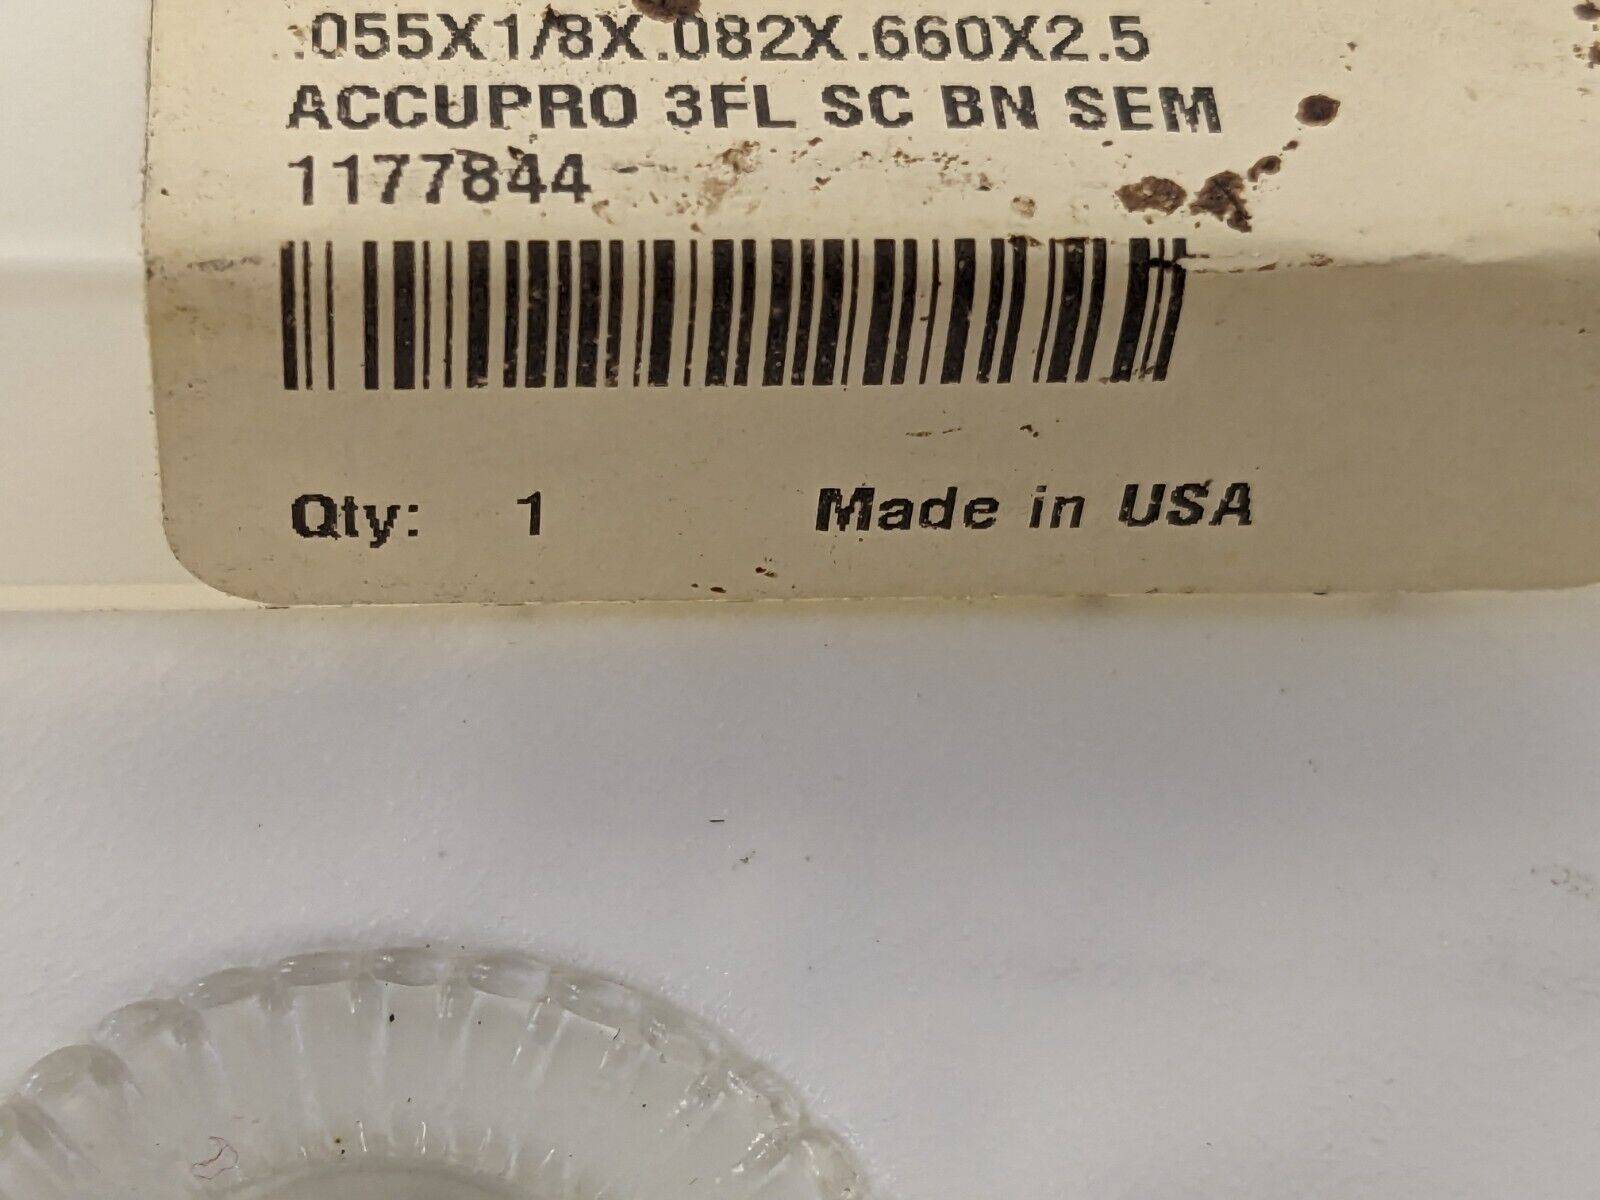 .055X1/8X.082X.660X2.5
ACCUPRO 3FL SC BN SEM
1177844
Qty: 1 Made in USA